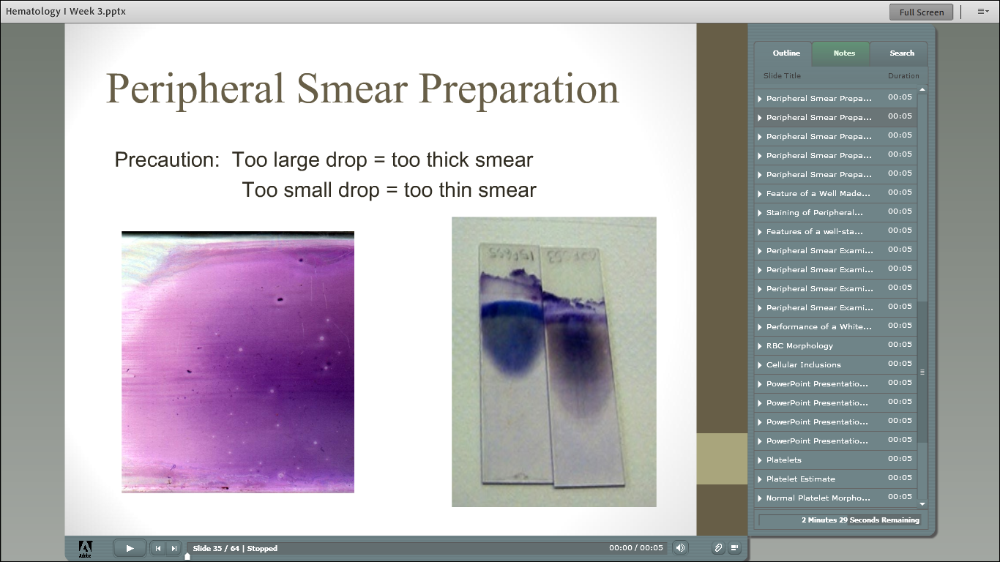 Hematology I Week 3.pptx
Full Screen
Peripheral Smear Preparation
Precaution: Too large drop = too thick smear
Too small drop = too thin smear
Outline Notes Search
Slide Title Duration
Peripheral Smear Prepa... 00:05
Peripheral Smear Prepa... 00:05
Peripheral Smear Prepa... 00:05
Peripheral Smear Prepa... 00:05
Peripheral Smear Prepa... 00:05
Feature of a Well Made... 00:05
Staining of Peripheral... 00:05
Features of a well-sta... 00:05
Peripheral Smear Exami... 00:05
Peripheral Smear Exami... 00:05
Peripheral Smear Exami... 00:05
Peripheral Smear Exami... 00:05
Performance of a White... 00:05
RBC Morphology 00:05
Cellular Inclusions 00:05
PowerPoint Presentatio... 00:05
PowerPoint Presentatio... 00:05
PowerPoint Presentatio... 00:05
PowerPoint Presentatio... 00:05
Platelets 00:05
Platelet Estimate 00:05
Normal Platelet Morpho... 00:05
2 Minutes 29 Seconds Remaining
Adobe
Slide 35 / 64 | Stopped
00:00 / 00:05